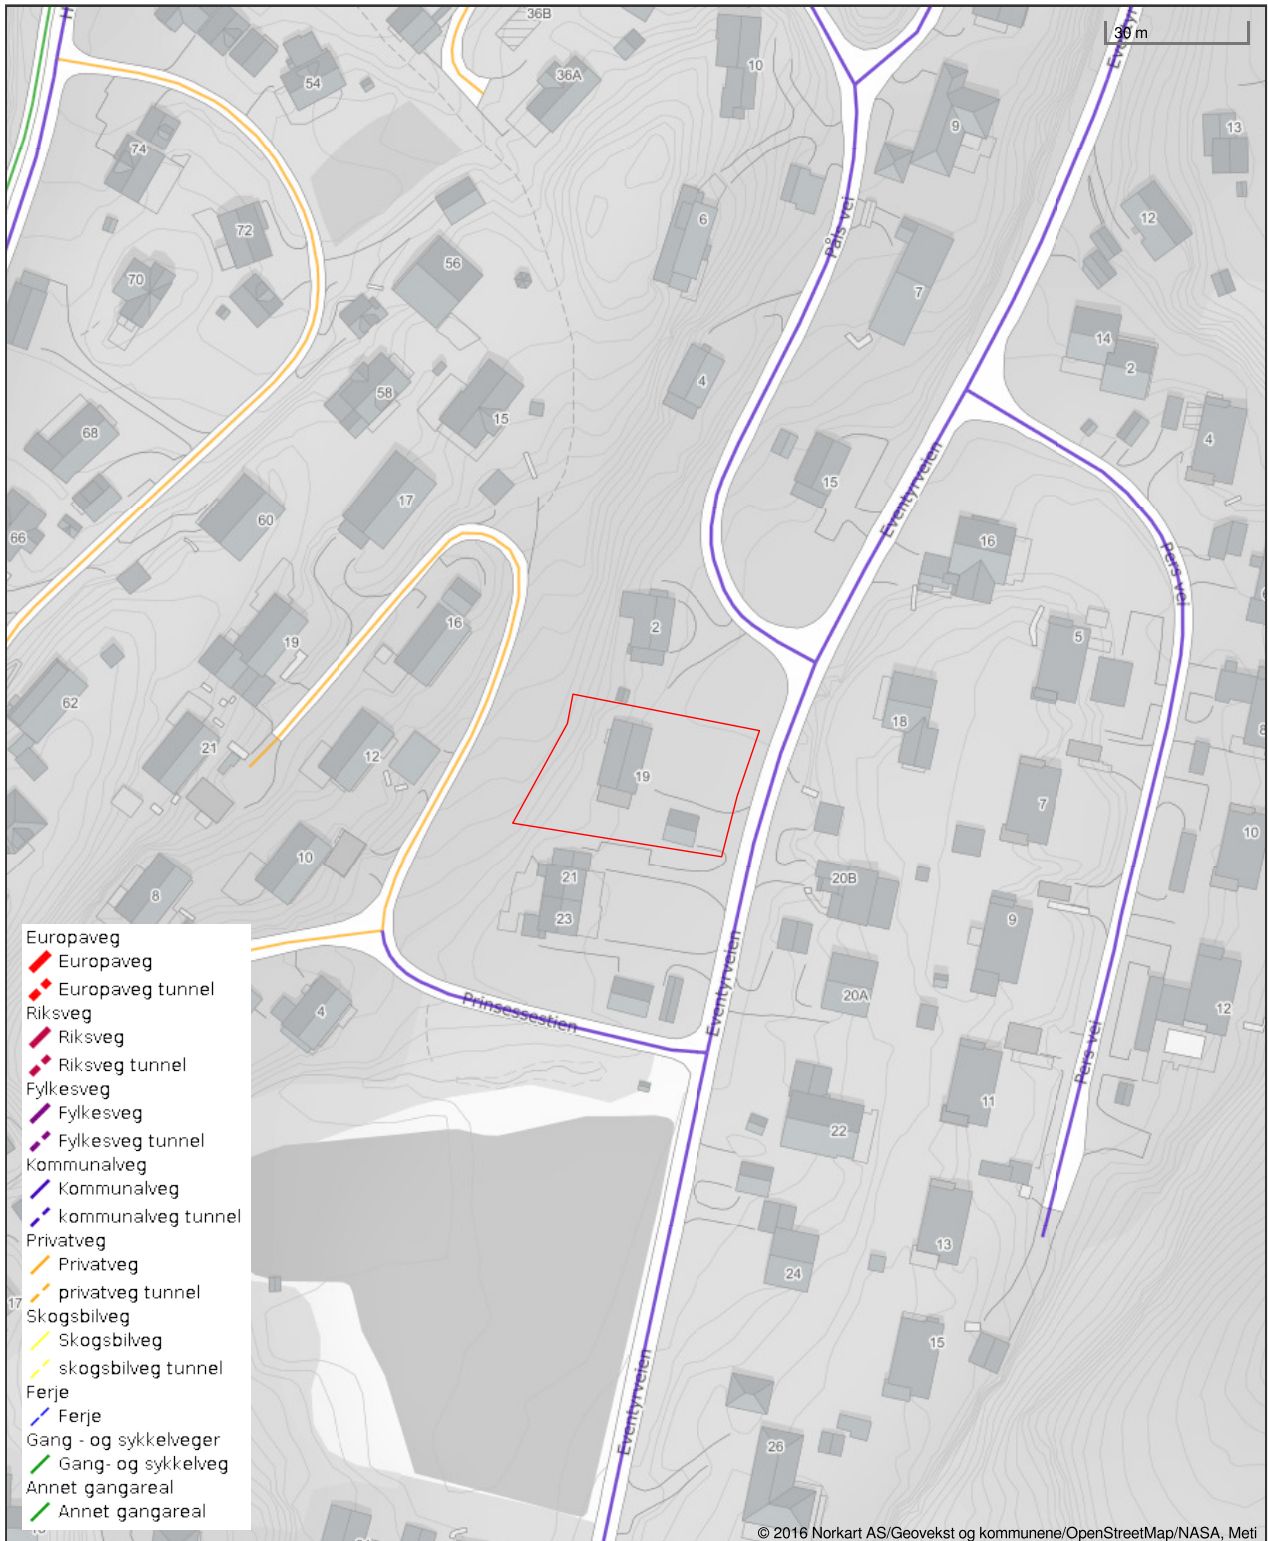 H
36B
Eventyr
30 m
54
36A
10
9
13
74
6
12
72
Påls vei
56
70
7
14
2
58
4
15
68
4
15
17
60
Eventyrveien
66
16
Pers vei
16
2
5
19
62
18
21
12
19
7
10
10
21
20B
8
23
9
Eventyrveien
20A
4
Prinsessestien
12
Pers vei
11
22
13
24
17
15
Eventyrveien
26
Europaveg
Europaveg
Europaveg tunnel
Riksveg
Riksveg
Riksveg tunnel
Fylkesveg
Fylkesveg
Fylkesveg tunnel
Kommunalveg
Kommunalveg
kommunalveg tunnel
Privatveg
Privatveg
privatveg tunnel
Skogsbilveg
Skogsbilveg
skogsbilveg tunnel
Ferje
Ferje
Gang - og sykkelveger
Gang- og sykkelveg
Annet gangareal
Annet gangareal
© 2016 Norkart AS/Geovekst og kommunene/OpenStreetMap/NASA, Meti